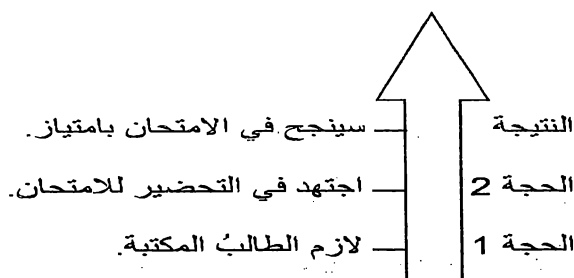 النتيجة – سينجح في الامتحان بامتياز.
الحجة 2 – اجتهد في التحضير للامتحان.
الحجة 1 – لازم الطالبُ المكتبة.